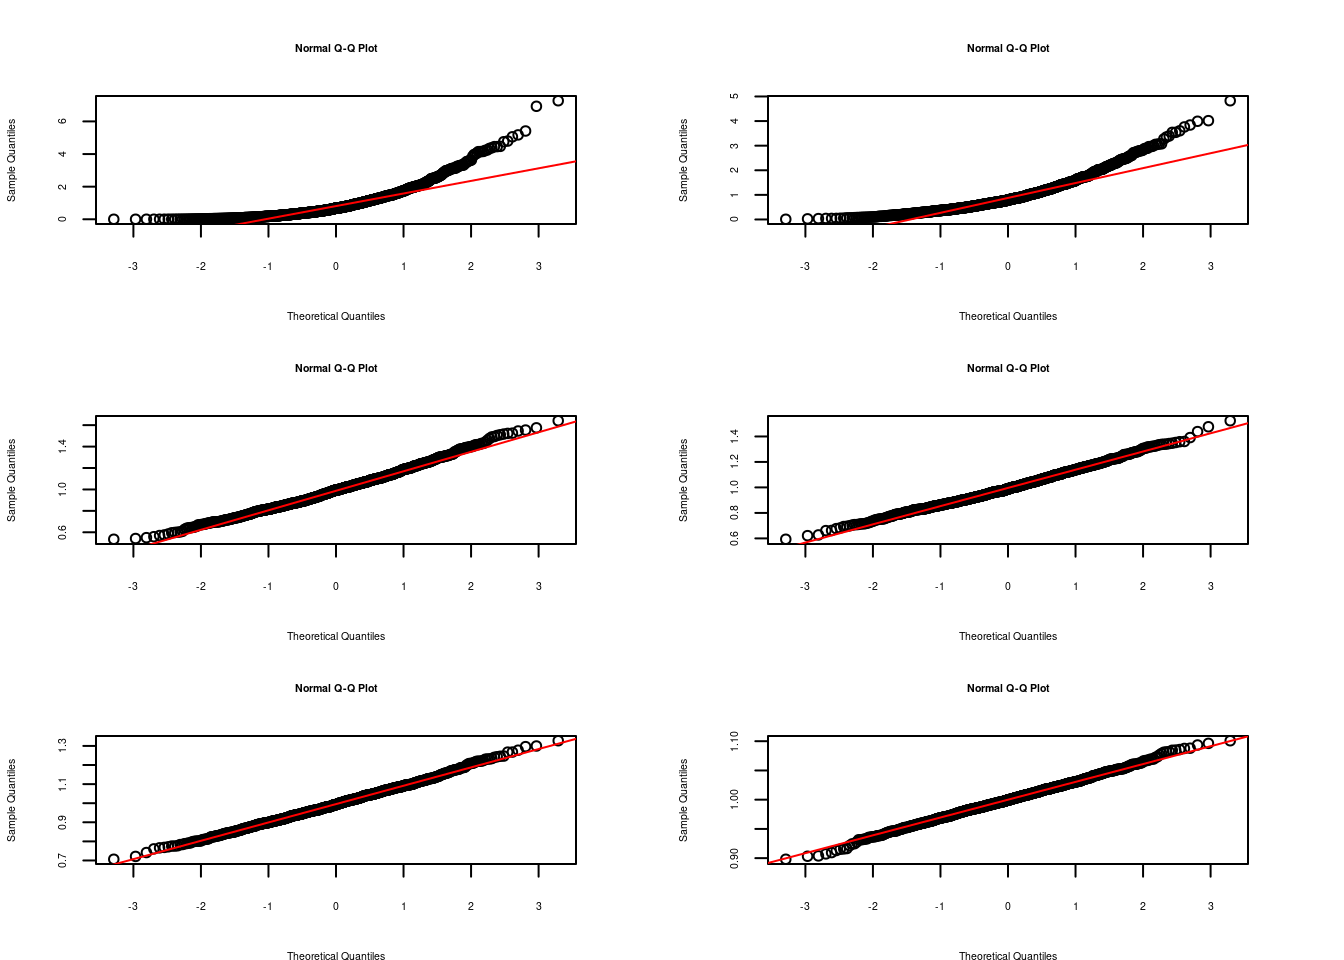 Normal Q-Q Plot
Sample Quantiles
6
4
2
0
-3 -2 -1 0 1 2 3
Theoretical Quantiles
Normal Q-Q Plot
Sample Quantiles
5
4
3
2
1
0
-3 -2 -1 0 1 2 3
Theoretical Quantiles
Normal Q-Q Plot
Sample Quantiles
1.4
1.0
0.6
-3 -2 -1 0 1 2 3
Theoretical Quantiles
Normal Q-Q Plot
Sample Quantiles
1.4
1.2
1.0
0.8
0.6
-3 -2 -1 0 1 2 3
Theoretical Quantiles
Normal Q-Q Plot
Sample Quantiles
1.3
1.1
0.9
0.7
-3 -2 -1 0 1 2 3
Theoretical Quantiles
Normal Q-Q Plot
Sample Quantiles
1.10
1.00
0.90
-3 -2 -1 0 1 2 3
Theoretical Quantiles